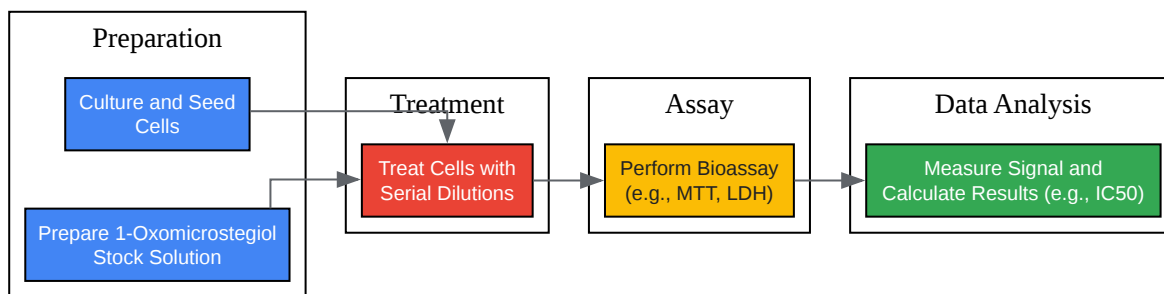 Preparation
Culture and Seed
Cells
Prepare 1-Oxomicrostegiol
Stock Solution
Treatment
Treat Cells with
Serial Dilutions
Assay
Perform Bioassay
(e.g., MTT, LDH)
Data Analysis
Measure Signal and
Calculate Results (e.g., IC50)